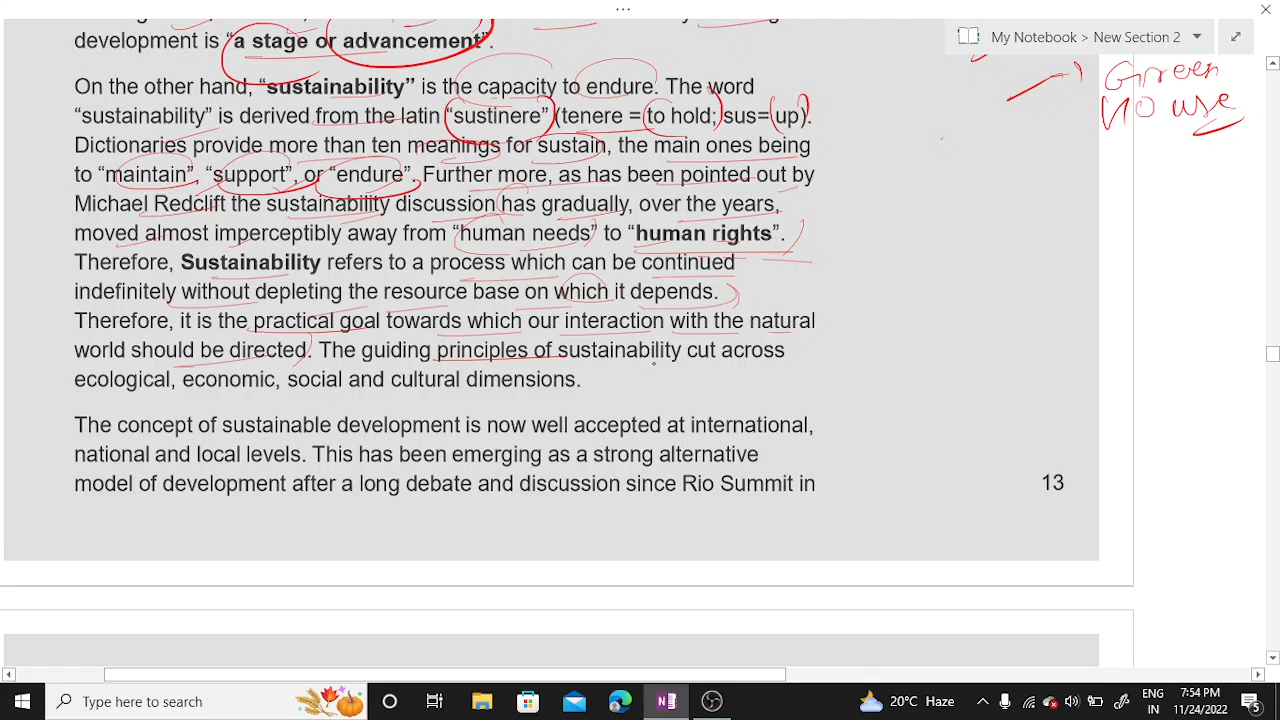 development is “a stage or advancement”.
My Notebook > New Section 2
On the other hand, “sustainability” is the capacity to endure. The word
“sustainability” is derived from the latin “sustinere” (tenere = to hold; sus= up).
Dictionaries provide more than ten meanings for sustain, the main ones being
to “maintain”, “support”, or “endure”. Further more, as has been pointed out by
Michael Redclift the sustainability discussion has gradually, over the years,
moved almost imperceptibly away from “human needs” to “human rights”.
Therefore, Sustainability refers to a process which can be continued
indefinitely without depleting the resource base on which it depends.
Therefore, it is the practical goal towards which our interaction with the natural
world should be directed. The guiding principles of sustainability cut across
ecological, economic, social and cultural dimensions.
Green
House
The concept of sustainable development is now well accepted at international,
national and local levels. This has been emerging as a strong alternative
model of development after a long debate and discussion since Rio Summit in
13
Type here to search
20°C Haze
ENG
IN
7:54 PM
11/24/2022
5